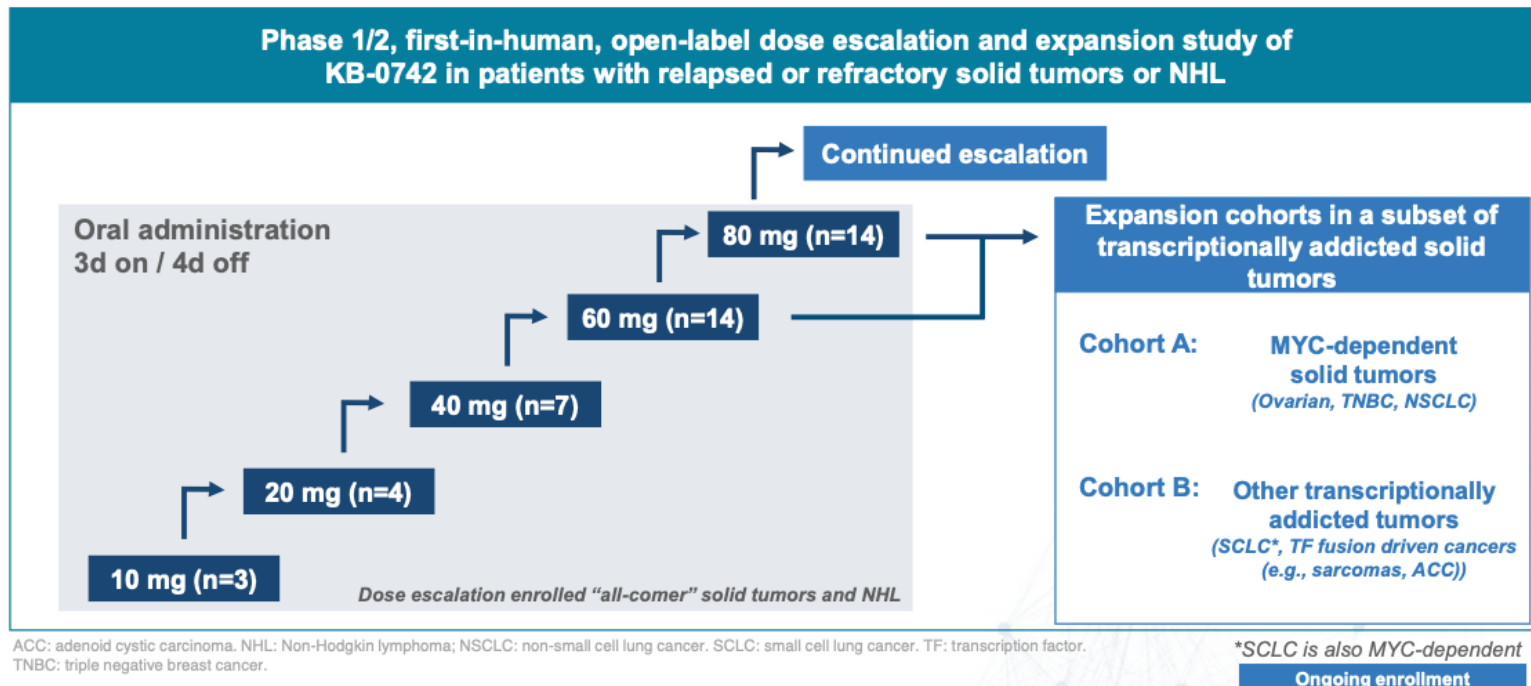 Phase 1/2, first-in-human, open-label dose escalation and expansion study of
KB-0742 in patients with relapsed or refractory solid tumors or NHL
Continued escalation
Oral administration
3d on / 4d off
80 mg (n=14)
60 mg (n=14)
40 mg (n=7)
20 mg (n=4)
10 mg (n=3)
Dose escalation enrolled “all-comer” solid tumors and NHL
Expansion cohorts in a subset of
transcriptionally addicted solid
tumors
Cohort A:
MYC-dependent
solid tumors
(Ovarian, TNBC, NSCLC)
Cohort B:
Other transcriptionally
addicted tumors
(SCLC*, TF fusion driven cancers
(e.g., sarcomas, ACC))
ACC: adenoid cystic carcinoma. NHL: Non-Hodgkin lymphoma; NSCLC: non-small cell lung cancer. SCLC: small cell lung cancer. TF: transcription factor.
TNBC: triple negative breast cancer.
*SCLC is also MYC-dependent
Ongoing enrollment